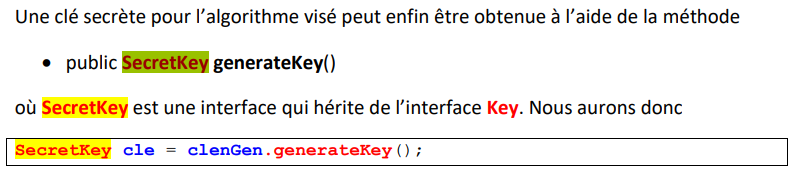 Une clé secrète pour l’algorithme visé peut enfin être obtenue à l’aide de la méthode
• public SecretKey generateKey()
où SecretKey est une interface qui hérite de l’interface Key. Nous aurons donc
SecretKey cle = clenGen.generateKey();